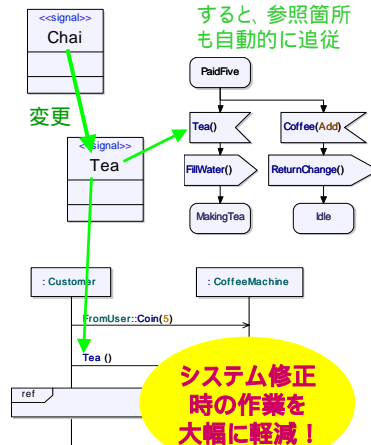 <<signal>>
Chai
すると、参照箇所
も自動的に追従
変更
<<signal>>
Tea
PaidFive
Tea()
Coffee(Add)
FillWater()
ReturnChange()
MakingTea
Idle
: Customer
: CoffeeMachine
FromUser::Coin(5)
Tea ()
ref
システム修正
時の作業を
大幅に軽減！